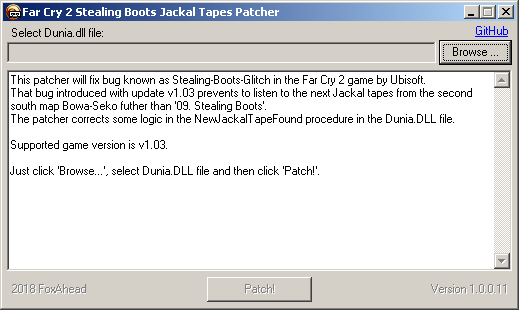 Far Cry 2 Stealing Boots Jackal Tapes Patcher
Select Dunia.dll file:
GitHub
Browse ...
This patcher will fix bug known as Stealing-Boots-Glitch in the Far Cry 2 game by Ubisoft.
That bug introduced with update v1.03 prevents to listen to the next Jackal tapes from the second
south map Bowa-Seko futher than '09. Stealing Boots'.
The patcher corrects some logic in the NewJackalTapeFound procedure in the Dunia.DLL file.
Supported game version is v1.03.
Just click 'Browse...', select Dunia.DLL file and then click 'Patch!'.
2018 FoxAhead
Patch!
Version 1.0.0.11